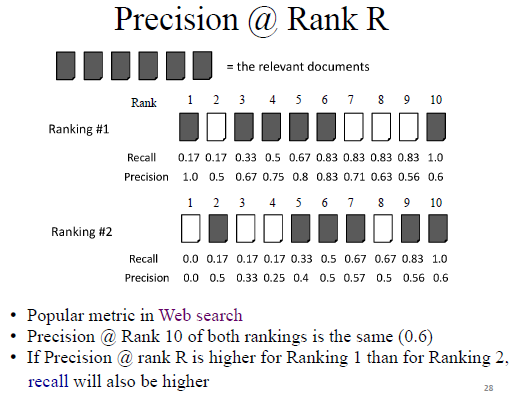 Precision @ Rank R
= the relevant documents
Rank 1 2 3 4 5 6 7 8 9 10
Ranking #1
Recall 0.17 0.17 0.33 0.5 0.67 0.83 0.83 0.83 0.83 1.0
Precision 1.0 0.5 0.67 0.75 0.8 0.83 0.71 0.63 0.56 0.6
1 2 3 4 5 6 7 8 9 10
Ranking #2
Recall 0.0 0.17 0.17 0.17 0.33 0.5 0.67 0.67 0.83 1.0
Precision 0.0 0.5 0.33 0.25 0.4 0.5 0.57 0.5 0.56 0.6
• Popular metric in Web search
• Precision @ Rank 10 of both rankings is the same (0.6)
• If Precision @ rank R is higher for Ranking 1 than for Ranking 2,
recall will also be higher
28